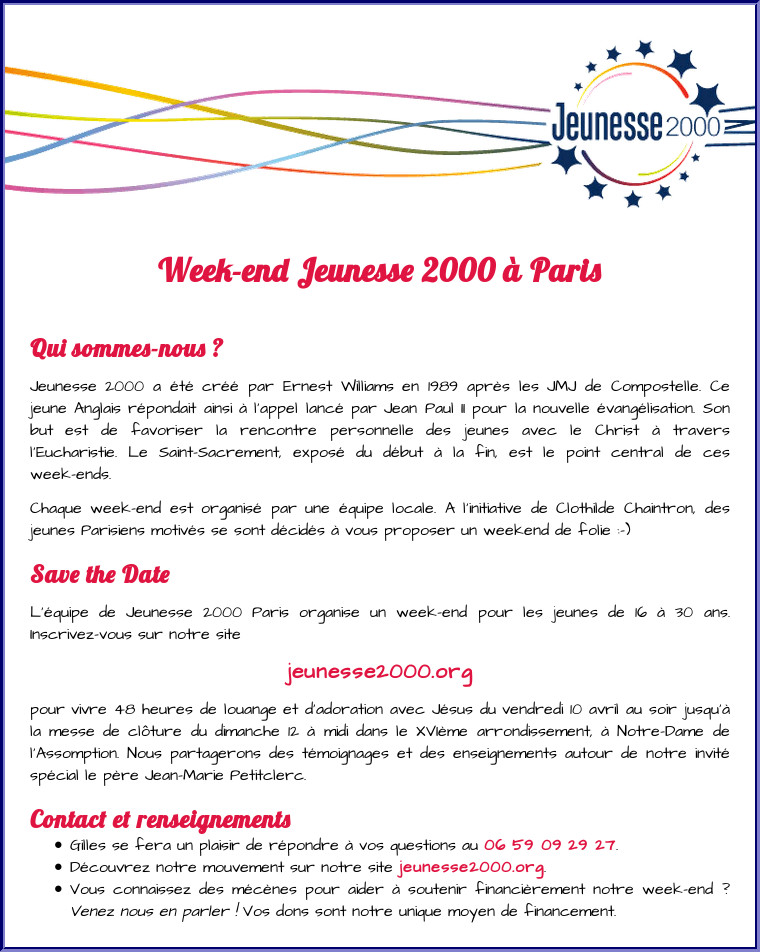 Jeunesse 2000
Week-end Jeunesse 2000 à Paris
Qui sommes-nous ?
Jeunesse 2000 a été créé par Ernest Williams en 1989 après les JMJ de Compostelle. Ce
jeune Anglais répondait ainsi à l'appel lancé par Jean Paul II pour la nouvelle évangélisation. Son
but est de favoriser la rencontre personnelle des jeunes avec le Christ à travers
l'Eucharistie. Le Saint-Sacrement, exposé du début à la fin, est le point central de ces
week-ends.
Chaque week-end est organisé par une équipe locale. A l'initiative de Clothilde Chaintron, des
jeunes Parisiens motivés se sont décidés à vous proposer un weekend de folie :-)
Save the Date
L'équipe de Jeunesse 2000 Paris organise un week-end pour les jeunes de 16 à 30 ans.
Inscrivez-vous sur notre site
jeunesse2000.org
pour vivre 48 heures de louange et d'adoration avec Jésus du vendredi 10 avril au soir jusqu'à
la messe de clôture du dimanche 12 à midi dans le XVIème arrondissement, à Notre-Dame de
l'Assomption. Nous partagerons des témoignages et des enseignements autour de notre invité
spécial le père Jean-Marie Petitclerc.
Contact et renseignements
• Gilles se fera un plaisir de répondre à vos questions au 06 59 09 29 27.
• Découvrez notre mouvement sur notre site jeunesse2000.org.
• Vous connaissez des mécènes pour aider à soutenir financièrement notre week-end ?
Venez nous en parler ! Vos dons sont notre unique moyen de financement.